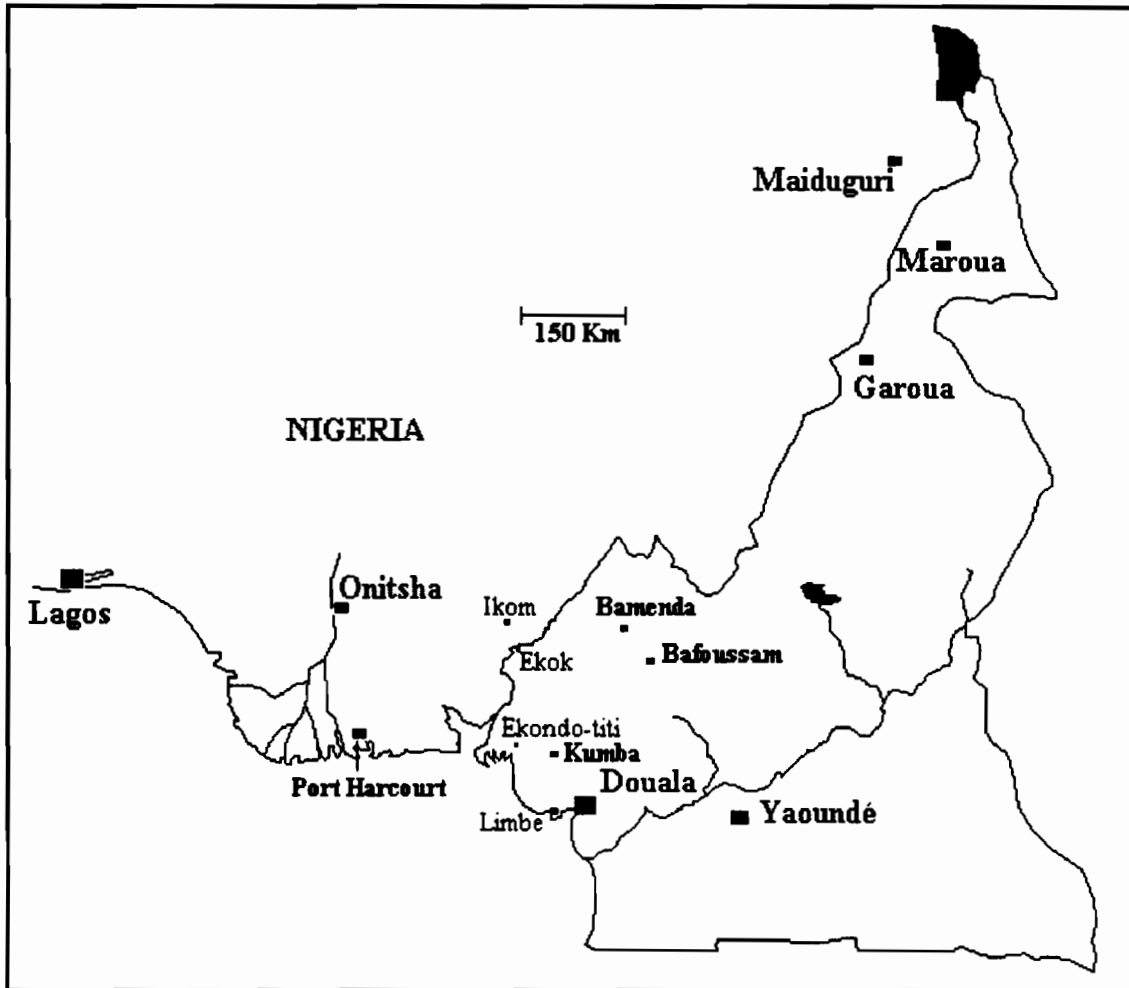 Maiduguri
Maroua
150 Km
Garoua
NIGERIA
Lagos
Onitsha
Ikom
Bamenda
Ekok
Bafoussam
Ekondo-titi
Kumba
Port Harcourt
Douala
Limbe
Yaoundé